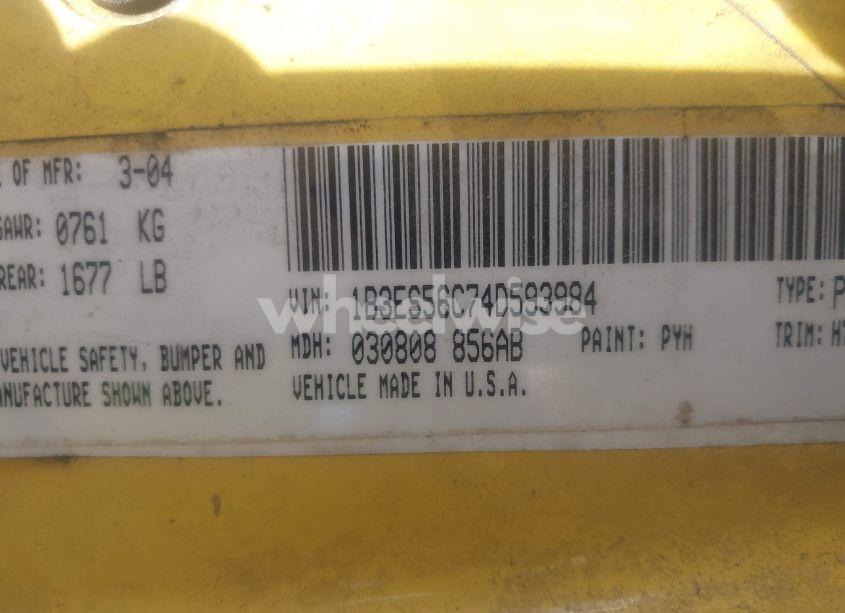 OF MFR: 3-04
GAWR: 0761 KG
REAR: 1677 LB
VIN: 1B3ES56C74D593984 TYPE: P
MDH: 030808 856AB PAINT: PYH TRIM: H7
VEHICLE SAFETY, BUMPER AND VEHICLE MADE IN U.S.A.
ANUFACTURE SHOWN ABOVE.
wheelwise